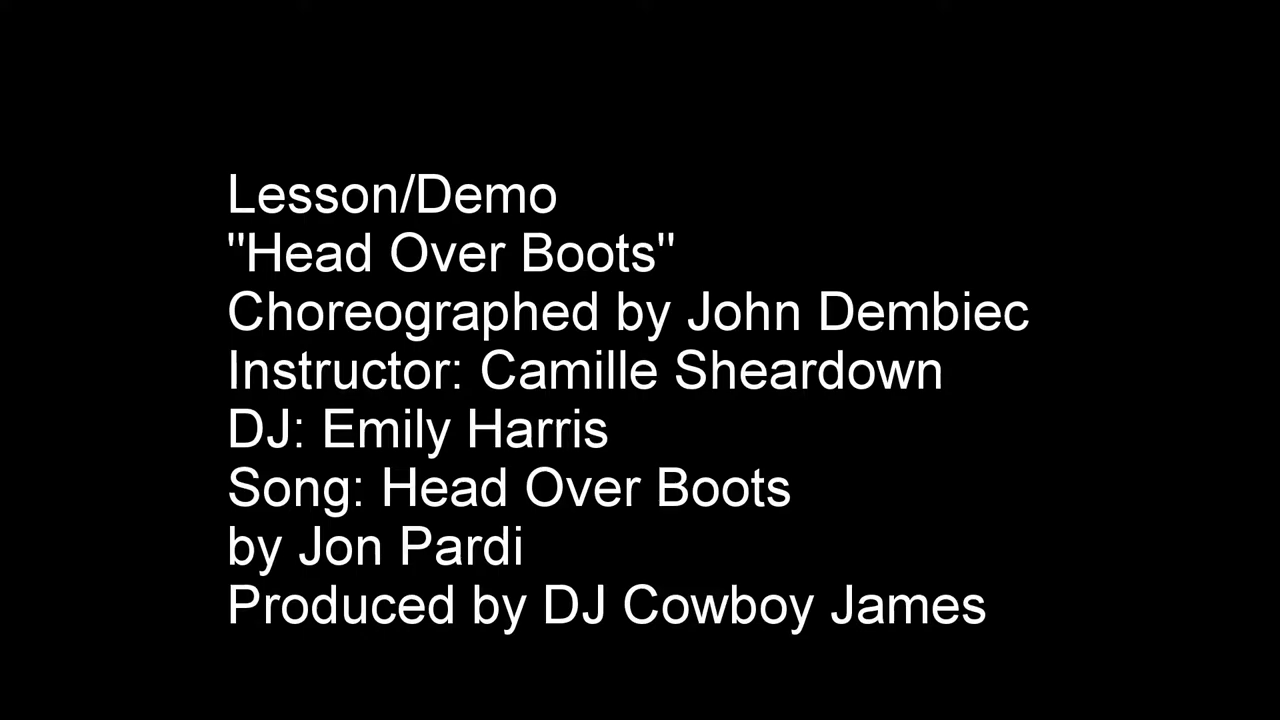 Lesson/Demo
"Head Over Boots"
Choreographed by John Dembiec
Instructor: Camille Sheardown
DJ: Emily Harris
Song: Head Over Boots
by Jon Pardi
Produced by DJ Cowboy James